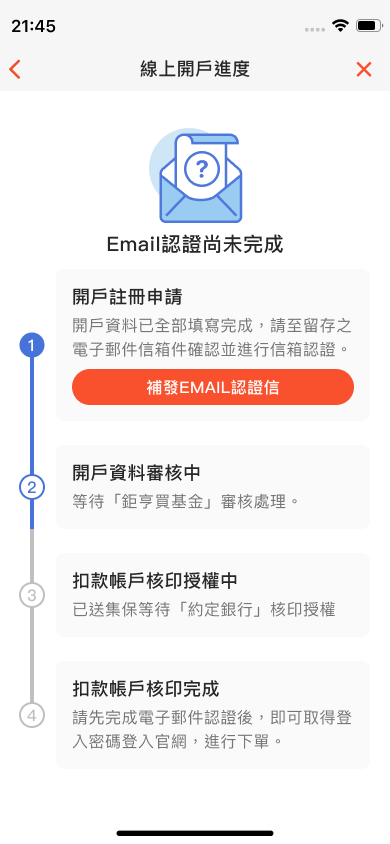 21:45
線上開戶進度
?
Email認證尚未完成
1
開戶註冊申請
開戶資料已全部填寫完成，請至留存之
電子郵件信箱件確認並進行信箱認證。
補發EMAIL認證信
2
開戶資料審核中
等待「鉅亨買基金」審核處理。
3
扣款帳戶核印授權中
已送集保等待「約定銀行」核印授權
4
扣款帳戶核印完成
請先完成電子郵件認證後，即可取得登
入密碼登入官網，進行下單。